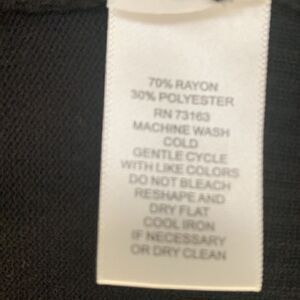 70% RAYON
30% POLYESTER
RN 73163
MACHINE WASH
COLD
GENTLE CYCLE
WITH LIKE COLORS
DO NOT BLEACH
RESHAPE AND
DRY FLAT
COOL IRON
IF NECESSARY
OR DRY CLEAN